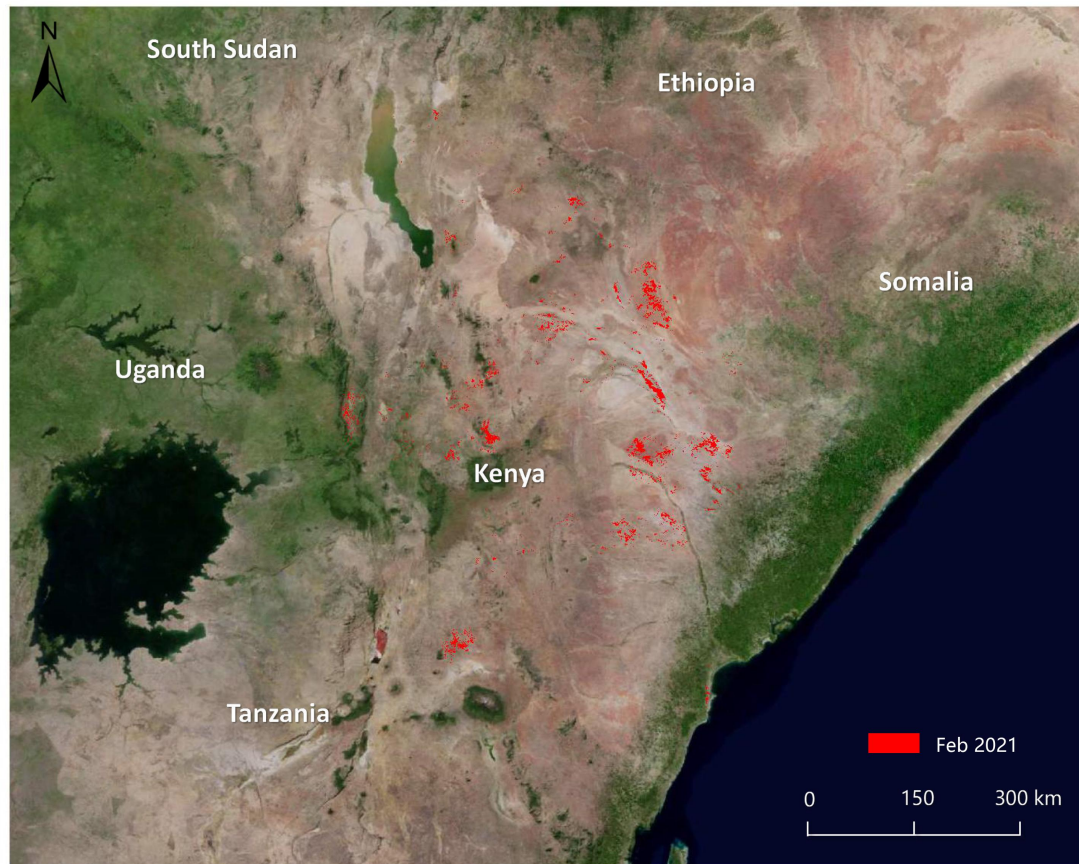 N
South Sudan
Ethiopia
Somalia
Uganda
Kenya
Tanzania
Feb 2021
0 150 300 km